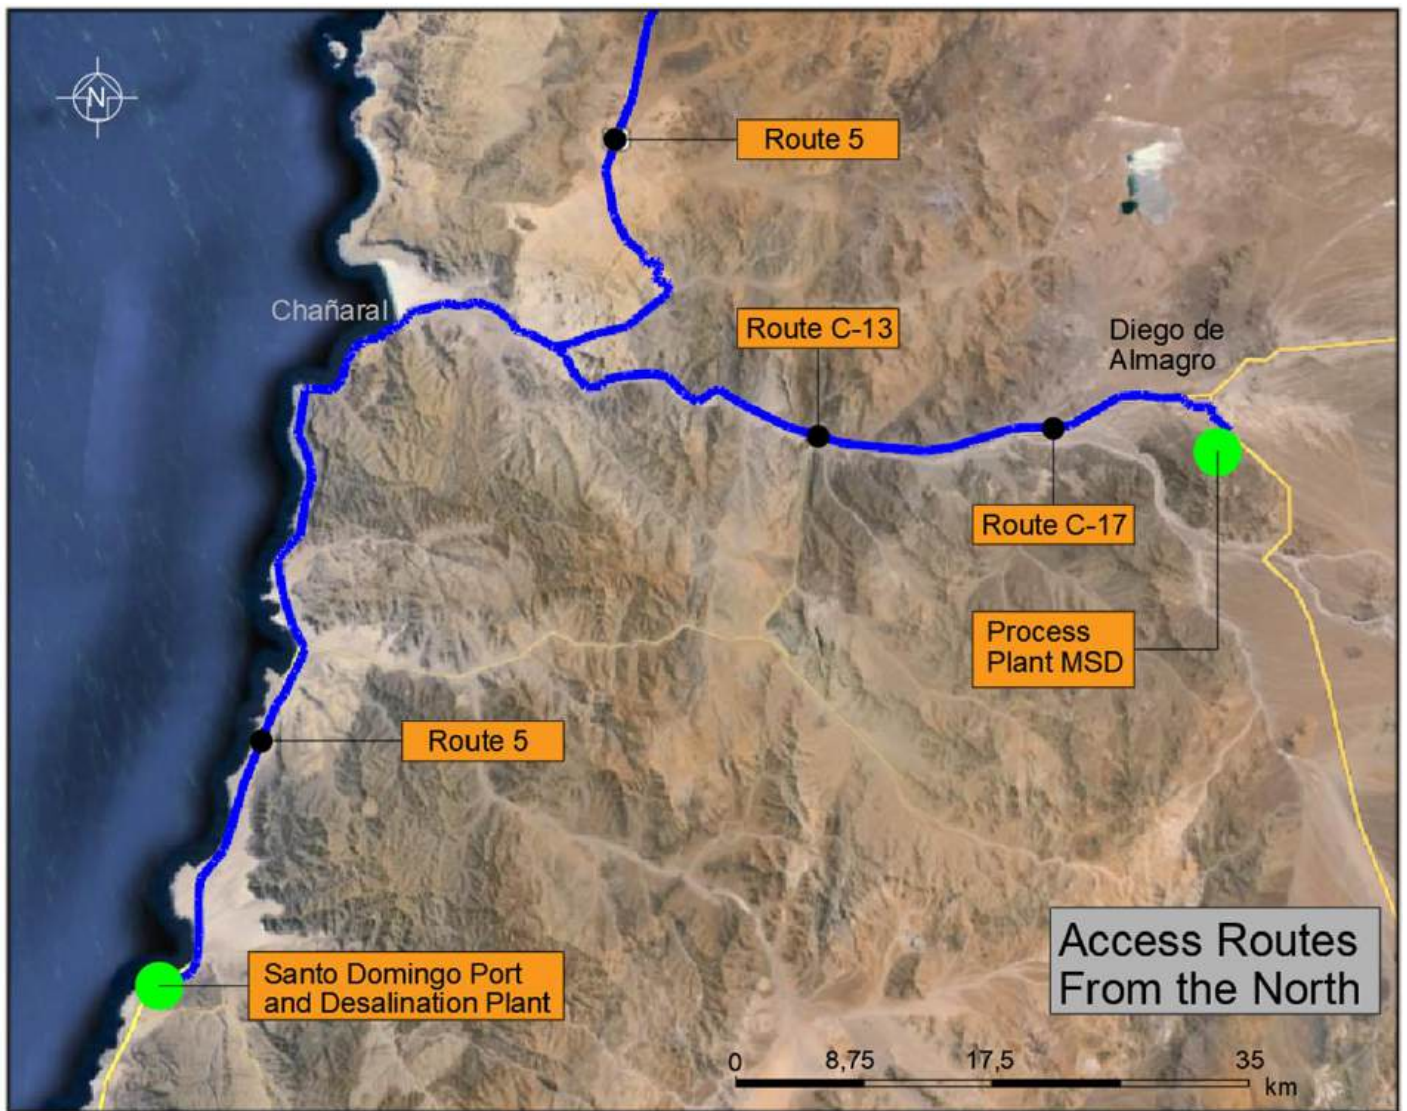 N
Route 5
Chañaral
Route C-13
Diego de
Almagro
Route C-17
Process
Plant MSD
Route 5
Santo Domingo Port
and Desalination Plant
Access Routes
From the North
0 8,75 17,5 35
km